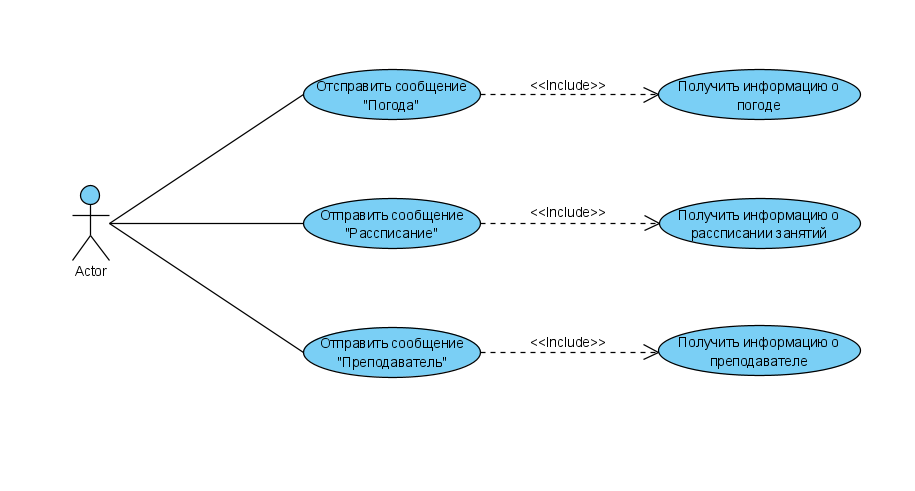 Отсправить сообщение
"Погода"
<<Include>>
Получить информацию о
погоде
Отправить сообщение
"Рассписание"
<<Include>>
Получить информацию о
рассписании занятий
Actor
Отправить сообщение
"Преподаватель"
<<Include>>
Получить информацию о
преподавателе